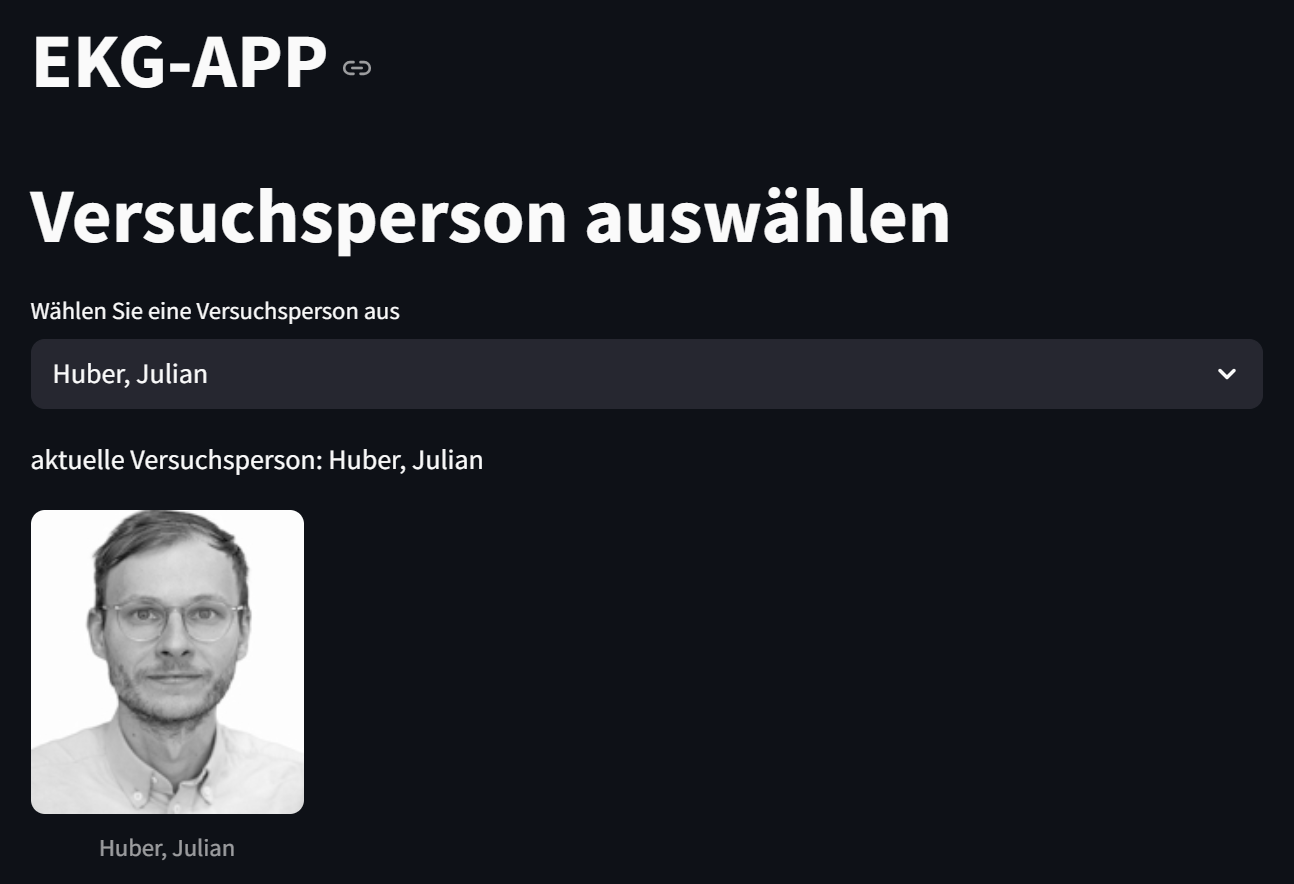 EKG-APP
Versuchsperson auswählen
Wählen Sie eine Versuchsperson aus
Huber, Julian
aktuelle Versuchsperson: Huber, Julian
Huber, Julian